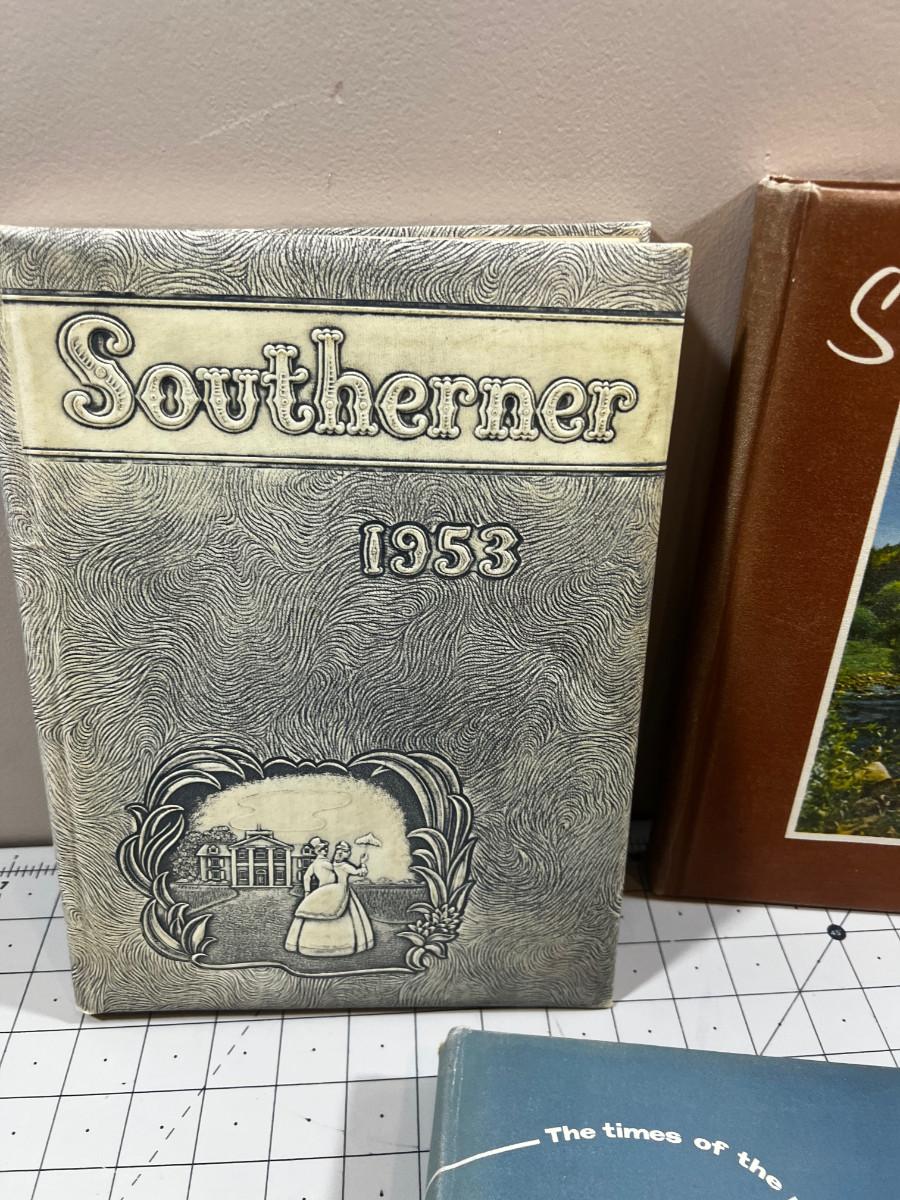 Southerner
1953
S
The times of the